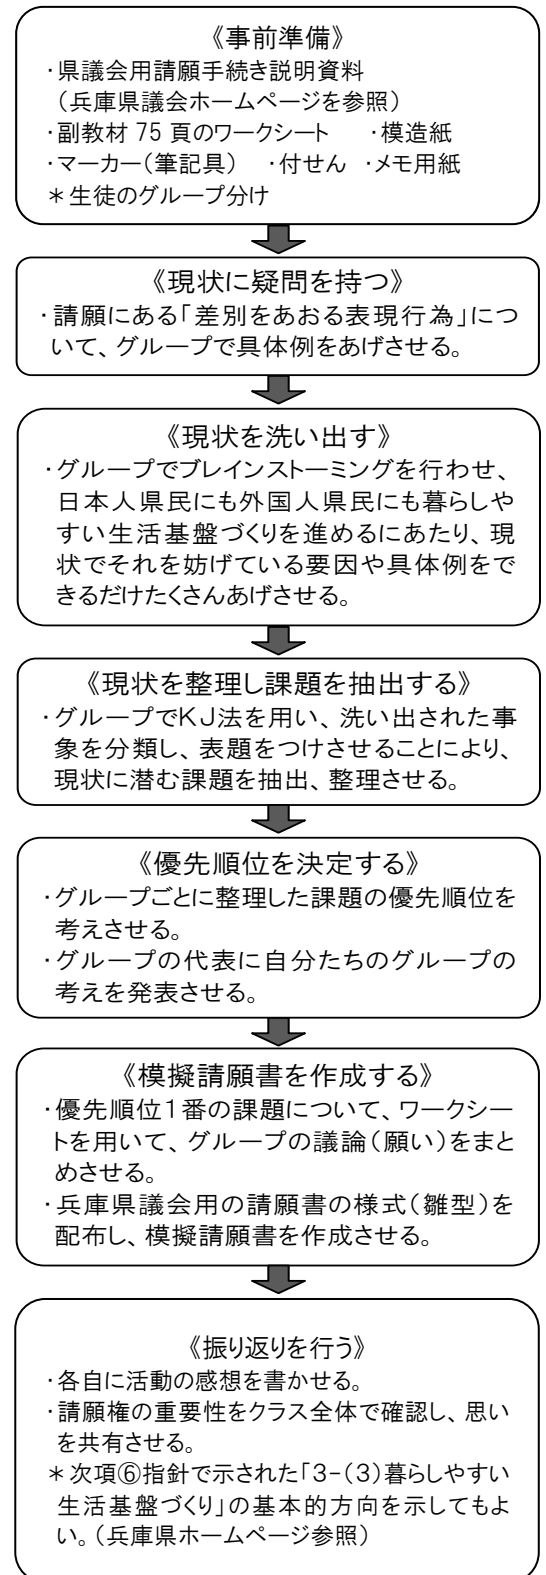 《事前準備》
・県議会用請願手続き説明資料
（兵庫県議会ホームページを参照）
・副教材 75 頁のワークシート　・模造紙
・マーカー（筆記具）　・付せん　・メモ用紙
＊生徒のグループ分け
《現状に疑問を持つ》
・請願にある「差別をあおる表現行為」につ
いて、グループで具体例をあげさせる。
《現状を洗い出す》
・グループでブレインストーミングを行わせ、
日本人県民にも外国人県民にも暮らしや
すい生活基盤づくりを進めるにあたり、現
状でそれを妨げている要因や具体例をで
きるだけたくさんあげさせる。
《現状を整理し課題を抽出する》
・グループでＫＪ法を用い、洗い出された事
象を分類し、表題をつけさせることにより、
現状に潜む課題を抽出、整理させる。
《優先順位を決定する》
・グループごとに整理した課題の優先順位を
考えさせる。
・グループの代表に自分たちのグループの
考えを発表させる。
《模擬請願書を作成する》
・優先順位１番の課題について、ワークシー
トを用いて、グループの議論（願い）をまと
めさせる。
・兵庫県議会用の請願書の様式（雛型）を
配布し、模擬請願書を作成させる。
《振り返りを行う》
・各自に活動の感想を書かせる。
・請願権の重要性をクラス全体で確認し、思い
を共有させる。
＊次項⑥指針で示された「３-（３）暮らしやすい
生活基盤づくり」の基本的方向を示してもよ
い。（兵庫県ホームページ参照）